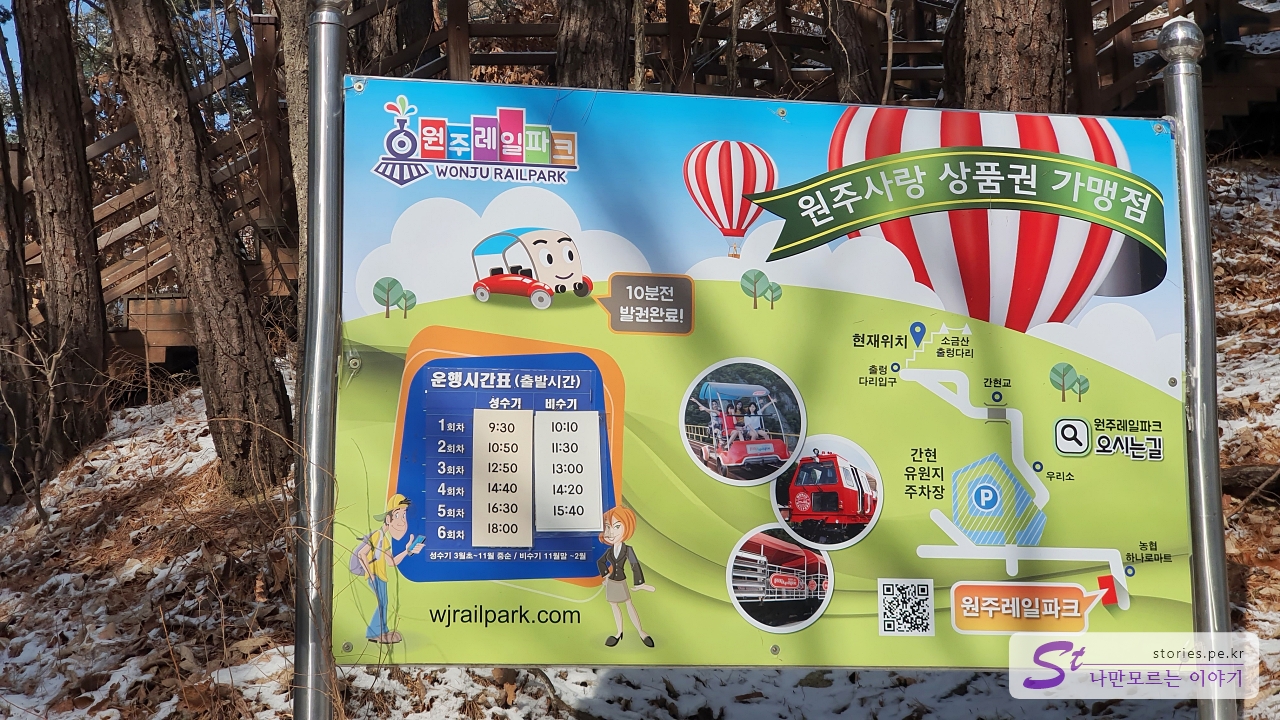 원주레일파크
WONJU RAILPARK
원주사랑 상품권 가맹점
10분전
발권완료!
운행시간표 (출발시간)
성수기 비수기
1회차 9:30 10:10
2회차 10:50 11:30
3회차 12:50 13:00
4회차 14:40 14:20
5회차 16:30 15:40
6회차 18:00
성수기 3월초~11월 중순 / 비수기 11월말 ~2월
wjrailpark.com
현재위치
소금산
출렁다리
출렁
다리입구
간현교
원주레일파크
오시는길
간현
유원지
주차장
P
우리소
농협
하나로마트
원주레일파크
St
stories.pe.kr
나만모르는 이야기